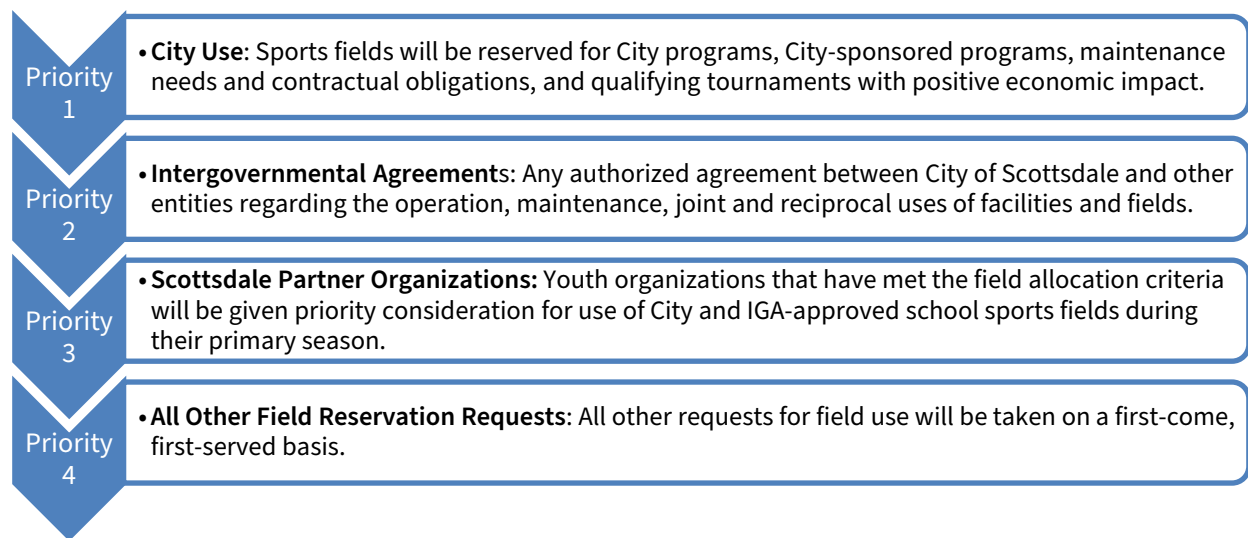 Priority
1
• City Use: Sports fields will be reserved for City programs, City-sponsored programs, maintenance
needs and contractual obligations, and qualifying tournaments with positive economic impact.
Priority
2
• Intergovernmental Agreements: Any authorized agreement between City of Scottsdale and other
entities regarding the operation, maintenance, joint and reciprocal uses of facilities and fields.
Priority
3
• Scottsdale Partner Organizations: Youth organizations that have met the field allocation criteria
will be given priority consideration for use of City and IGA-approved school sports fields during
their primary season.
Priority
4
• All Other Field Reservation Requests: All other requests for field use will be taken on a first-come,
first-served basis.